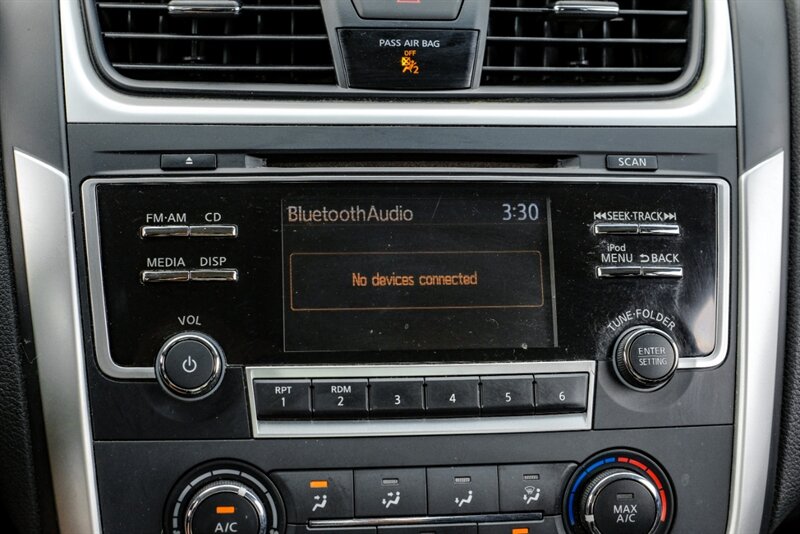 PASS AIR BAG
OFF
2
SCAN
FM·AM CD
BluetoothAudio 3:30
SEEK·TRACK
iPod
MEDIA DISP
MENU BACK
No devices connected
VOL
TUNE·FOLDER
ENTER
SETTING
RPT RDM
1 2 3 4 5 6
A/C
MAX
A/C